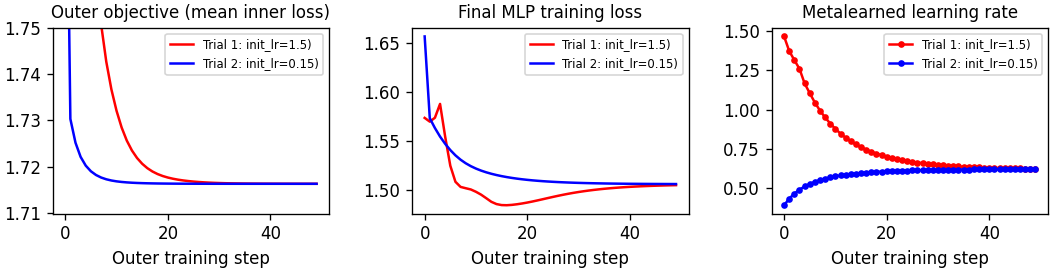 Outer objective (mean inner loss)
1.75
1.74
1.73
1.72
1.71
0
20
40
Outer training step
Trial 1: init_lr=1.5)
Trial 2: init_lr=0.15)
Final MLP training loss
1.65
1.60
1.55
1.50
0
20
40
Outer training step
Trial 1: init_lr=1.5)
Trial 2: init_lr=0.15)
Metalearned learning rate
1.50
1.25
1.00
0.75
0.50
0
20
40
Outer training step
Trial 1: init_lr=1.5)
Trial 2: init_lr=0.15)